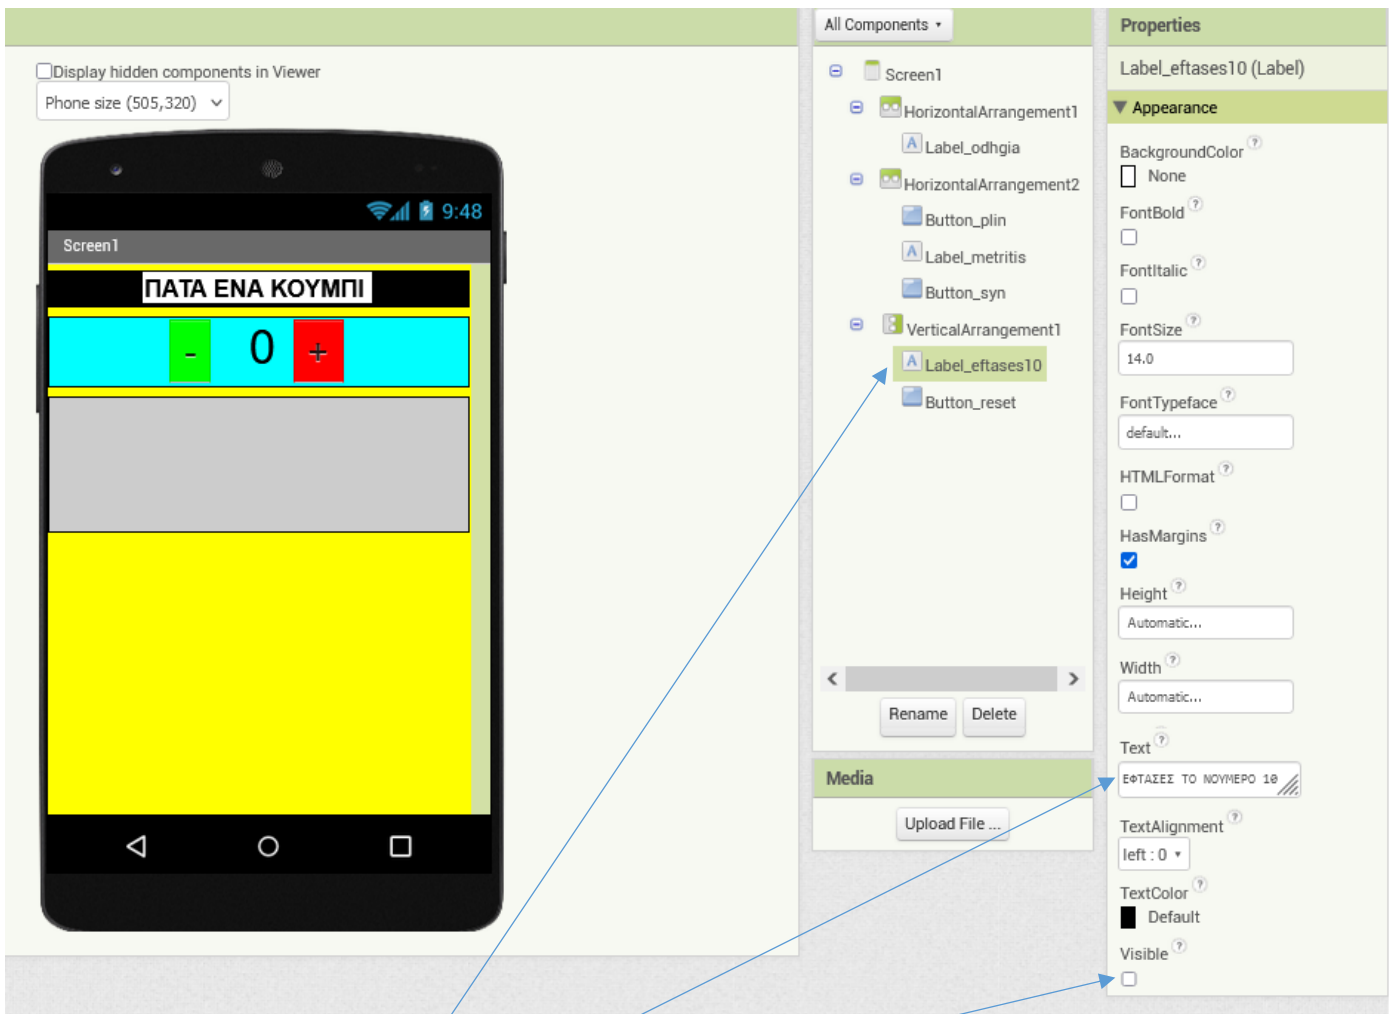 Display hidden components in Viewer
Phone size (505,320)
9:48
Screen1
ΠΑΤΑ ΕΝΑ ΚΟΥΜΠΙ
- 0 +
All Components
Screen1
HorizontalArrangement1
A Label_odhgia
HorizontalArrangement2
Button_plin
A Label_metritis
Button_syn
VerticalArrangement1
A Label_eftases10
Button_reset
Rename Delete
Media
Upload File ...
Properties
Label_eftases10 (Label)
Appearance
BackgroundColor ?
None
FontBold ?
FontItalic ?
FontSize ?
14.0
FontTypeface ?
default...
HTMLFormat ?
HasMargins ?
Height ?
Automatic...
Width ?
Automatic...
Text ?
ΕΦΤΑΣΕΣ ΤΟ ΝΟΥΜΕΡΟ 10
TextAlignment ?
left : 0
TextColor ?
Default
Visible ?